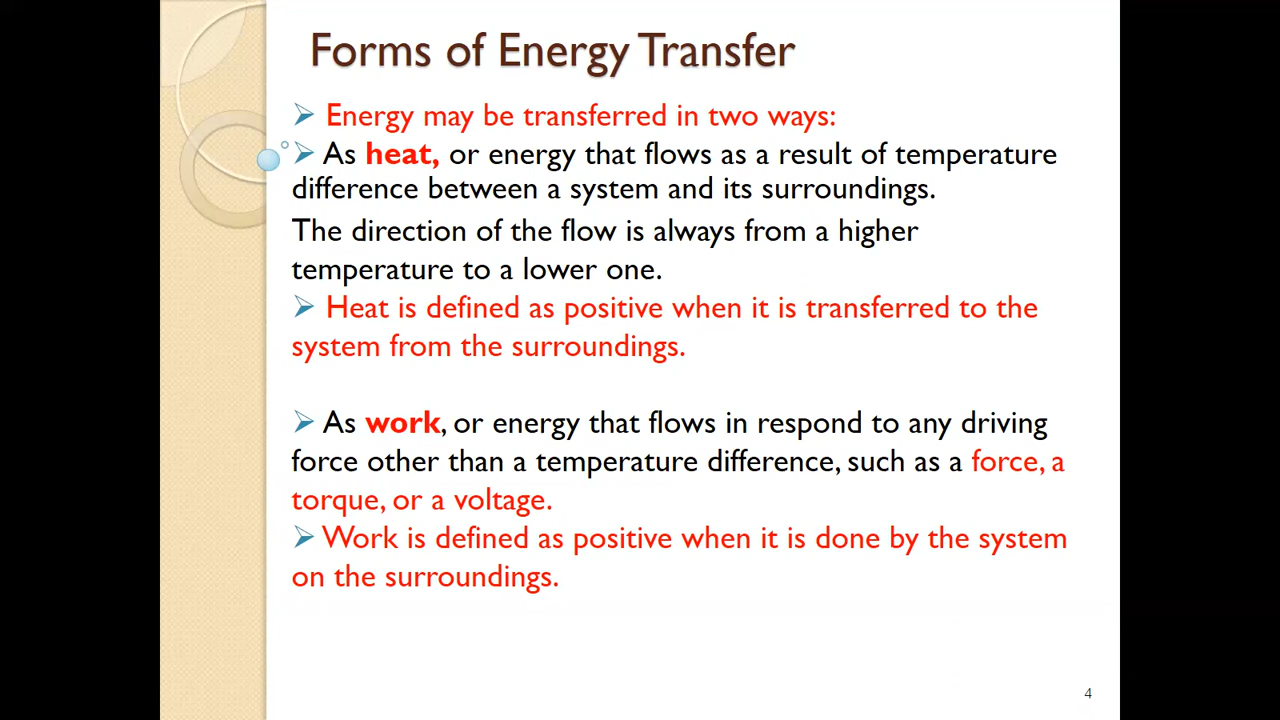 Forms of Energy Transfer
➢ Energy may be transferred in two ways:
➢ As heat, or energy that flows as a result of temperature
difference between a system and its surroundings.
The direction of the flow is always from a higher
temperature to a lower one.
➢ Heat is defined as positive when it is transferred to the
system from the surroundings.
➢ As work, or energy that flows in respond to any driving
force other than a temperature difference, such as a force, a
torque, or a voltage.
➢ Work is defined as positive when it is done by the system
on the surroundings.
4